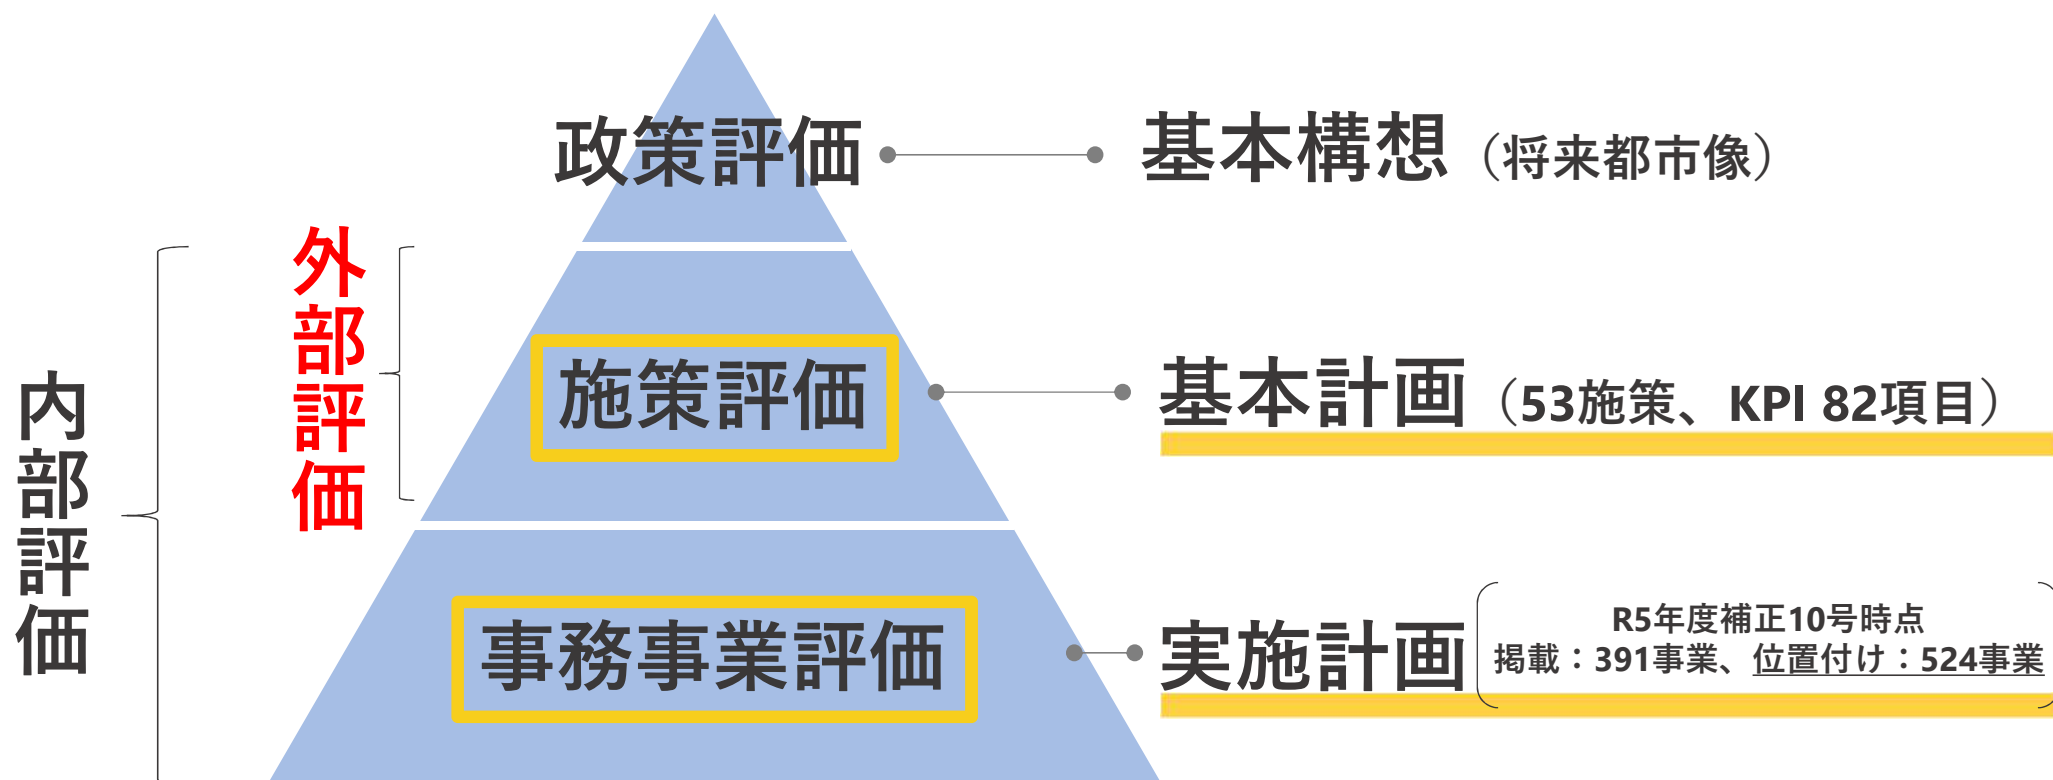 政策評価
基本構想（将来都市像）
外部評価
施策評価
基本計画（53施策、KPI 82項目）
内部評価
事務事業評価
実施計画
R5年度補正10号時点
掲載：391事業、位置付け：524事業